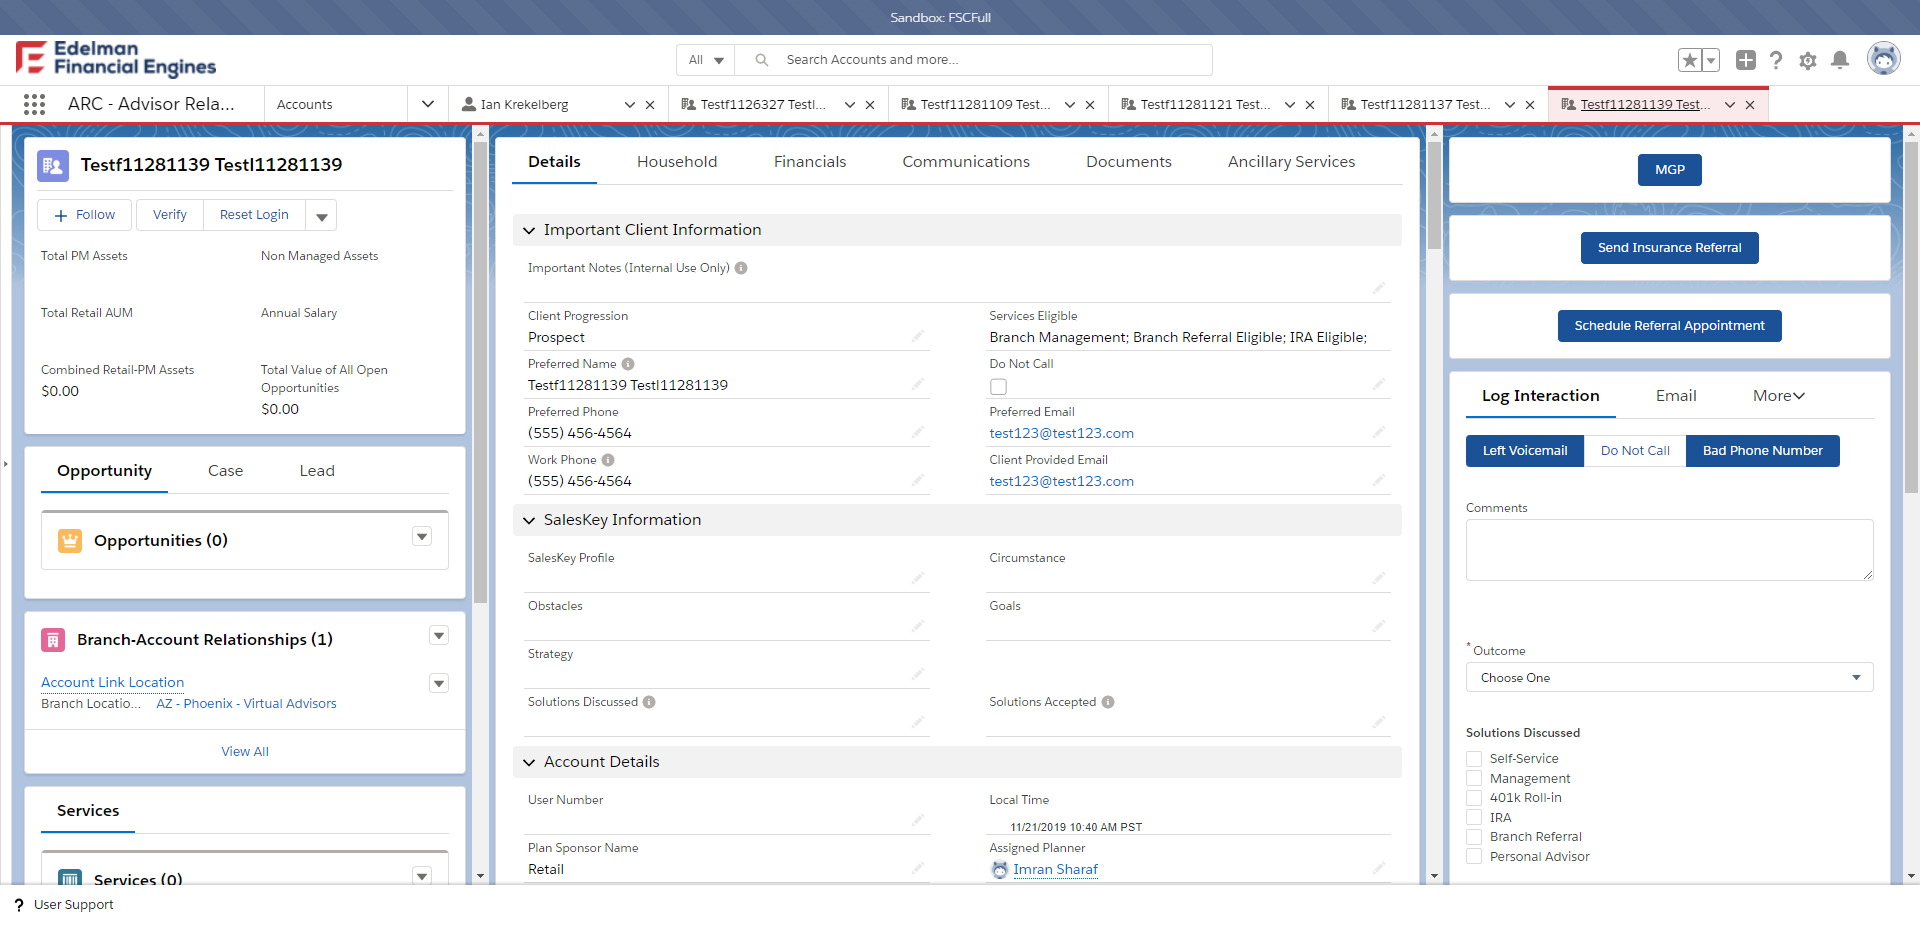 Sandbox: FSCFull
Edelman
Financial Engines
All
Search Accounts and more...
ARC - Advisor Rela...
Accounts
Ian Krekelberg
Testf1126327 Testl...
Testf11281109 Test...
Testf11281121 Test...
Testf11281137 Test...
Testf11281139 Test...
Testf11281139 Testl11281139
Follow
Verify
Reset Login
Total PM Assets
Non Managed Assets
Total Retail AUM
Annual Salary
Combined Retail-PM Assets
$0.00
Total Value of All Open
Opportunities
$0.00
Opportunity
Case
Lead
Opportunities (0)
Branch-Account Relationships (1)
Account Link Location
Branch Locatio... AZ - Phoenix - Virtual Advisors
View All
Services
Services (0)
Details
Household
Financials
Communications
Documents
Ancillary Services
Important Client Information
Important Notes (Internal Use Only)
Client Progression
Prospect
Services Eligible
Branch Management; Branch Referral Eligible; IRA Eligible;
Preferred Name
Testf11281139 Testl11281139
Do Not Call
Preferred Phone
(555) 456-4564
Preferred Email
test123@test123.com
Work Phone
(555) 456-4564
Client Provided Email
test123@test123.com
SalesKey Information
SalesKey Profile
Circumstance
Obstacles
Goals
Strategy
Solutions Discussed
Solutions Accepted
Account Details
User Number
Local Time
11/21/2019 10:40 AM PST
Plan Sponsor Name
Retail
Assigned Planner
Imran Sharaf
MGP
Send Insurance Referral
Schedule Referral Appointment
Log Interaction
Email
More
Left Voicemail
Do Not Call
Bad Phone Number
Comments
* Outcome
Choose One
Solutions Discussed
Self-Service
Management
401k Roll-in
IRA
Branch Referral
Personal Advisor
? User Support